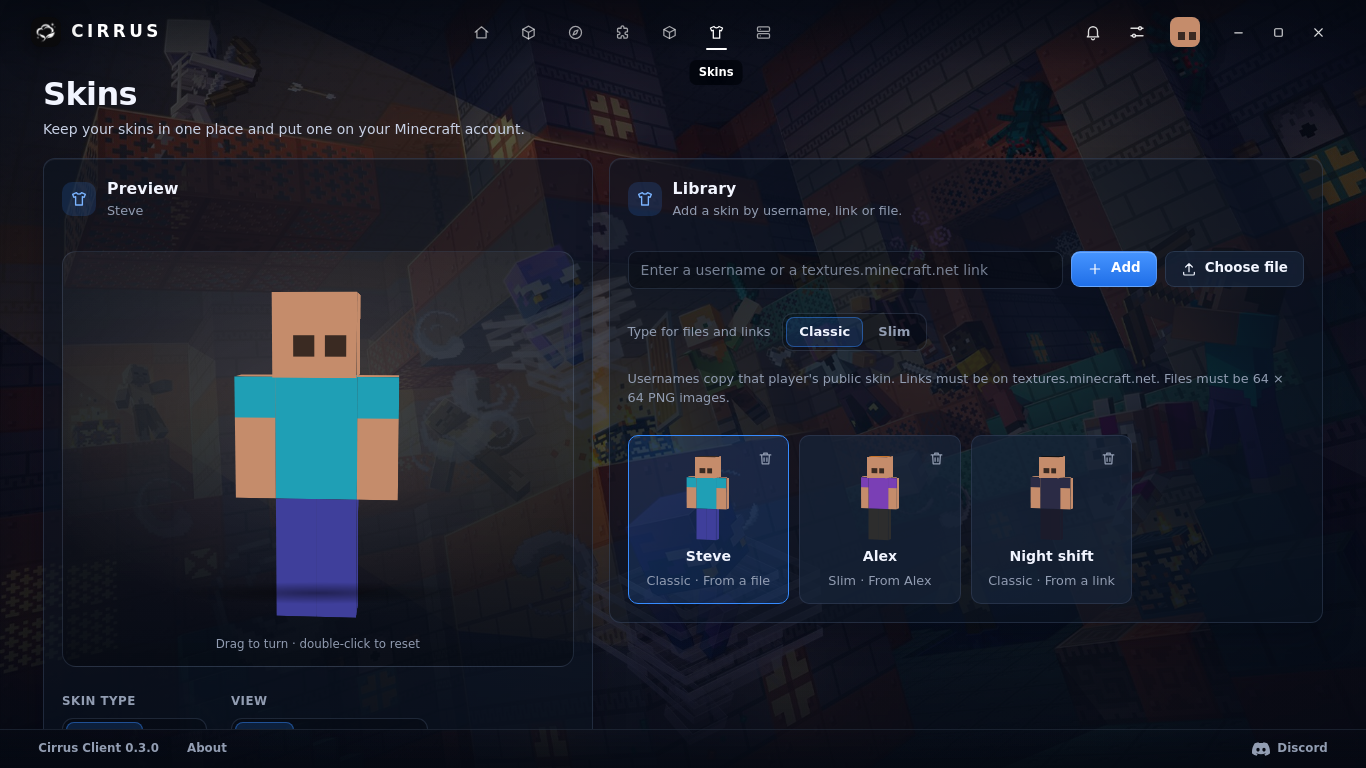 CIRRUS
Skins
Skins
Keep your skins in one place and put one on your Minecraft account.
Preview
Steve
Drag to turn · double-click to reset
SKIN TYPE
VIEW
Library
Add a skin by username, link or file.
Enter a username or a textures.minecraft.net link
Add
Choose file
Type for files and links
Classic
Slim
Usernames copy that player's public skin. Links must be on textures.minecraft.net. Files must be 64 ×
64 PNG images.
Steve
Classic · From a file
Alex
Slim · From Alex
Night shift
Classic · From a link
Cirrus Client 0.3.0
About
Discord